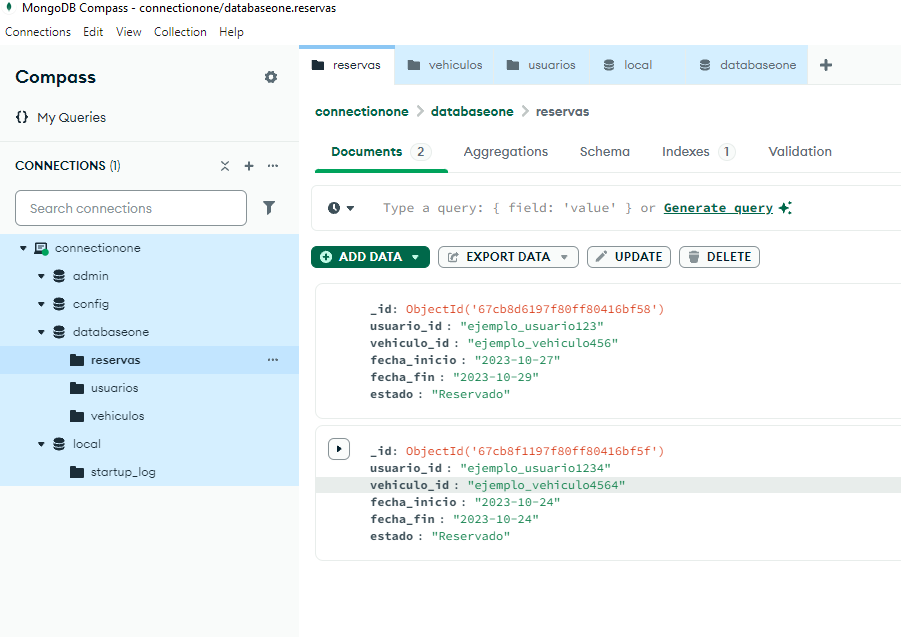 MongoDB Compass - connectionone/databaseone.reservas
Connections Edit View Collection Help
Compass
{} My Queries
CONNECTIONS (1)
Search connections
connectionone
admin
config
databaseone
reservas
usuarios
vehiculos
local
startup_log
reservas vehiculos usuarios local databaseone
connectionone > databaseone > reservas
Documents 2 Aggregations Schema Indexes 1 Validation
Type a query: { field: 'value' } or Generate query
ADD DATA EXPORT DATA UPDATE DELETE
_id: ObjectId('67cb8d6197f80ff80416bf58')
usuario_id : "ejemplo_usuario123"
vehiculo_id : "ejemplo_vehiculo456"
fecha_inicio : "2023-10-27"
fecha_fin : "2023-10-29"
estado : "Reservado"
_id: ObjectId('67cb8f1197f80ff80416bf5f')
usuario_id : "ejemplo_usuario1234"
vehiculo_id : "ejemplo_vehiculo4564"
fecha_inicio : "2023-10-24"
fecha_fin : "2023-10-24"
estado : "Reservado"